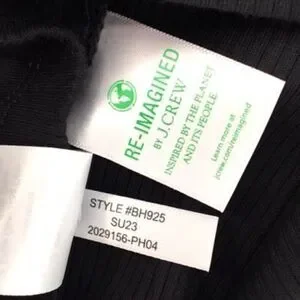 RE-IMAGINED
BY J.CREW
INSPIRED BY THE PLANET
AND ITS PEOPLE.
Learn more at
jcrew.com/reimagined
STYLE #BH925
SU23
2029156-PH04